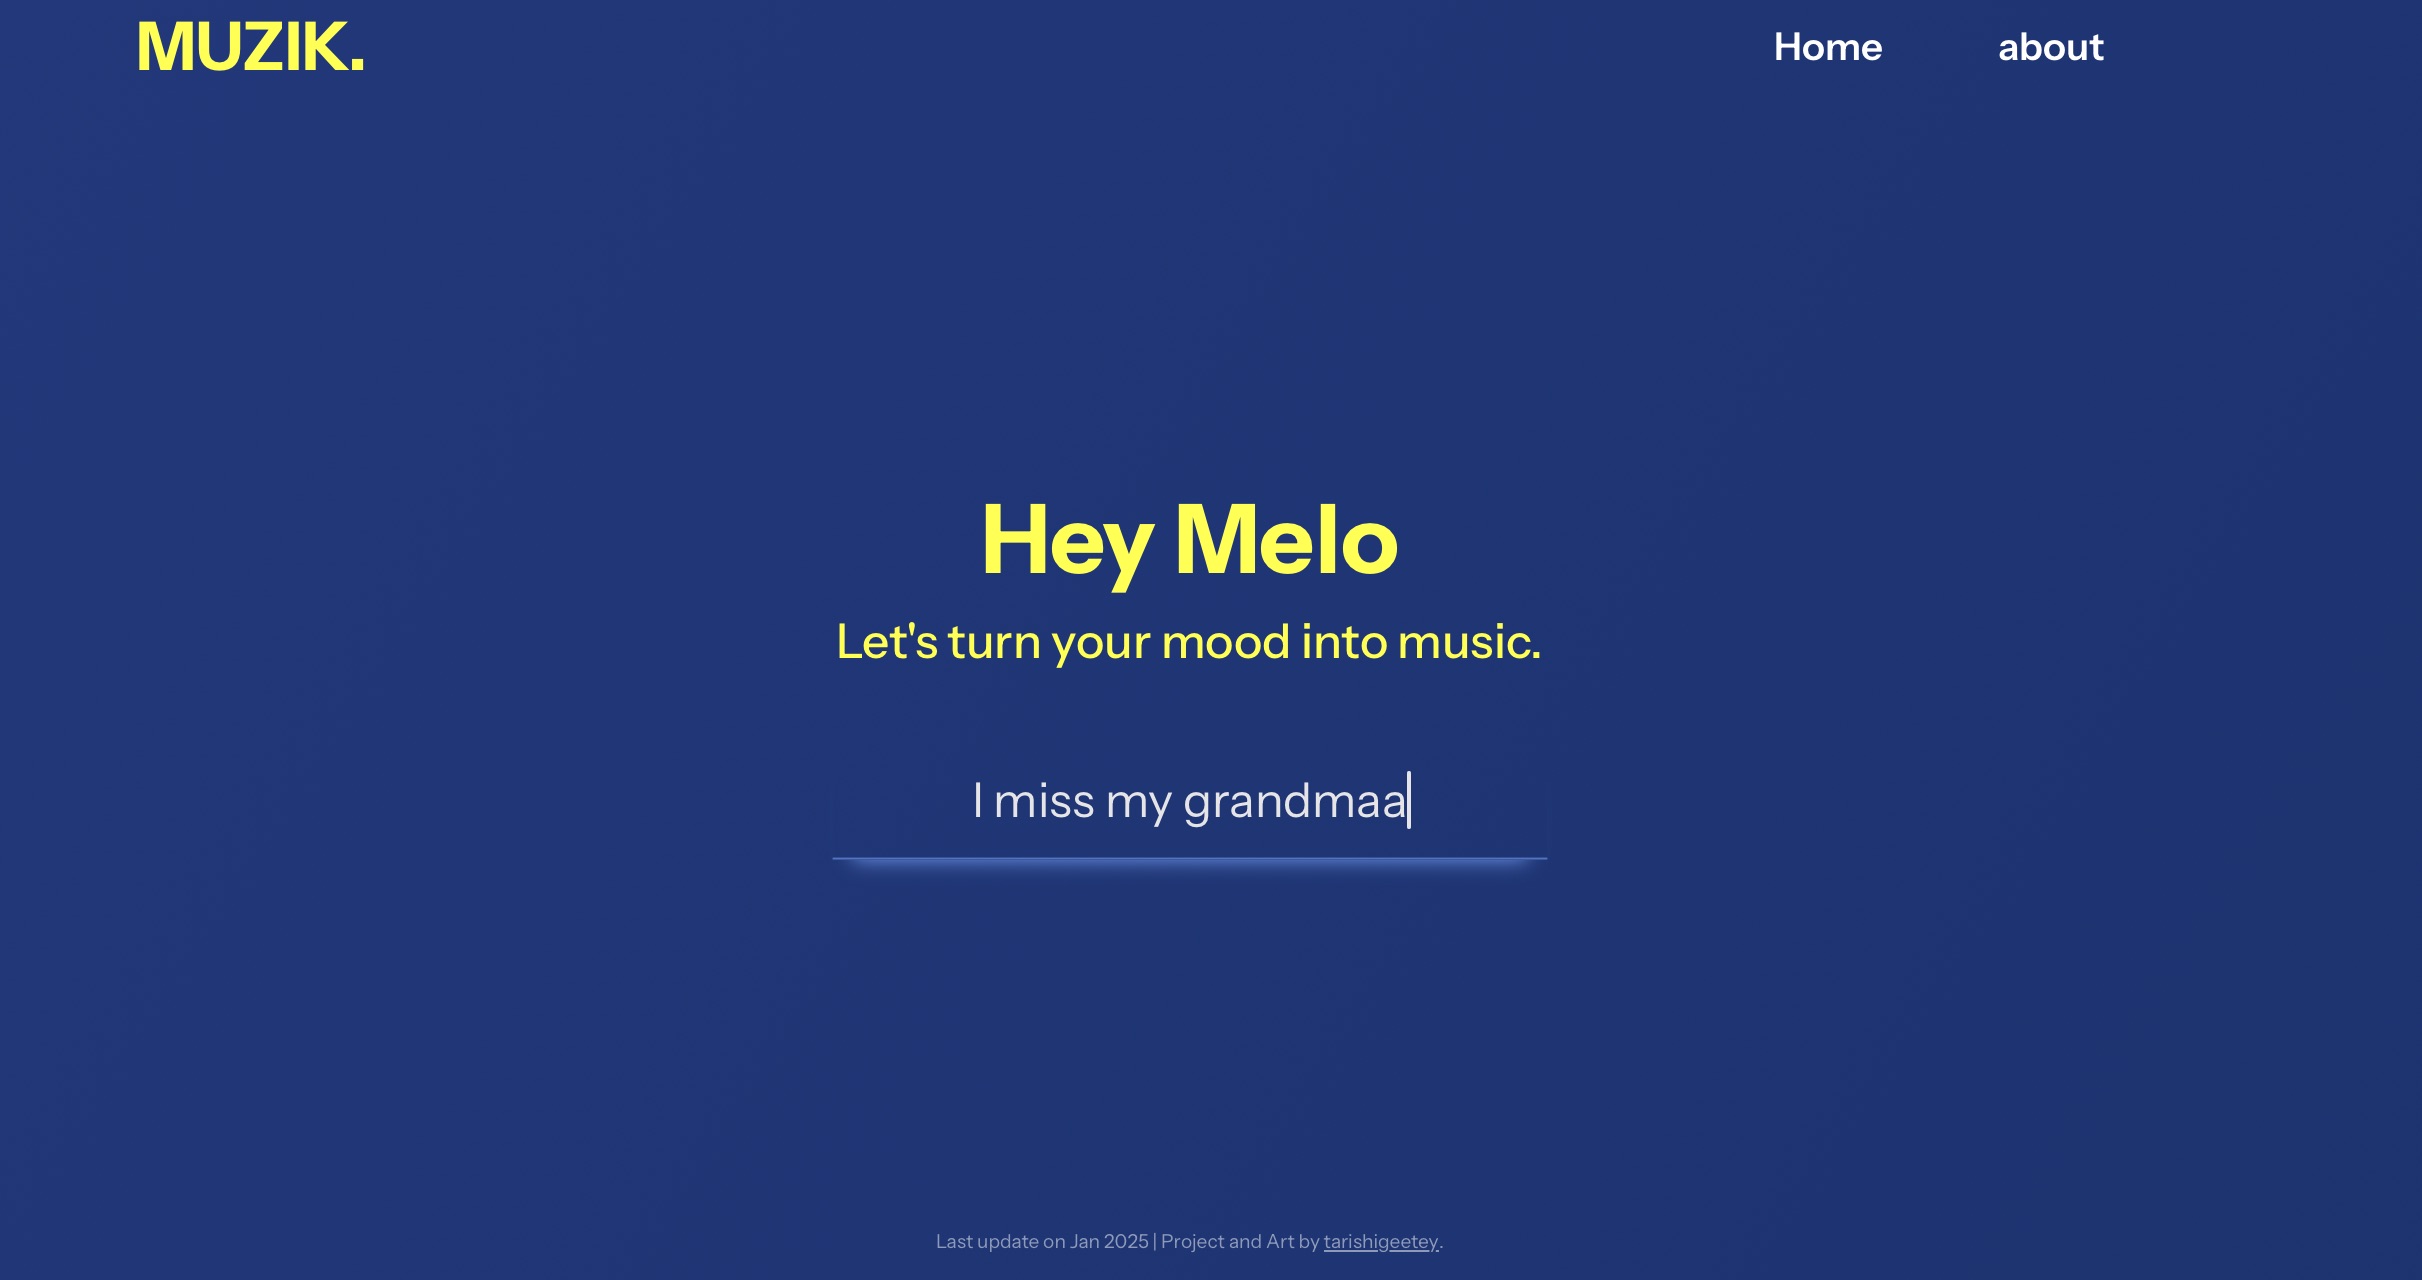 MUZIK.
Home about
Hey Melo
Let's turn your mood into music.
I miss my grandmaa
Last update on Jan 2025 | Project and Art by tarishigeetey.